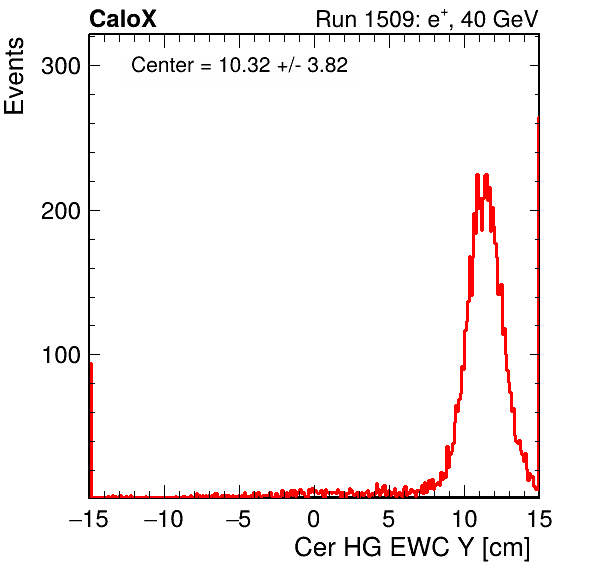 CaloX Run 1509: e⁺, 40 GeV
Center = 10.32 +/- 3.82
Events
300
200
100
−15 −10 −5 0 5 10 15
Cer HG EWC Y [cm]